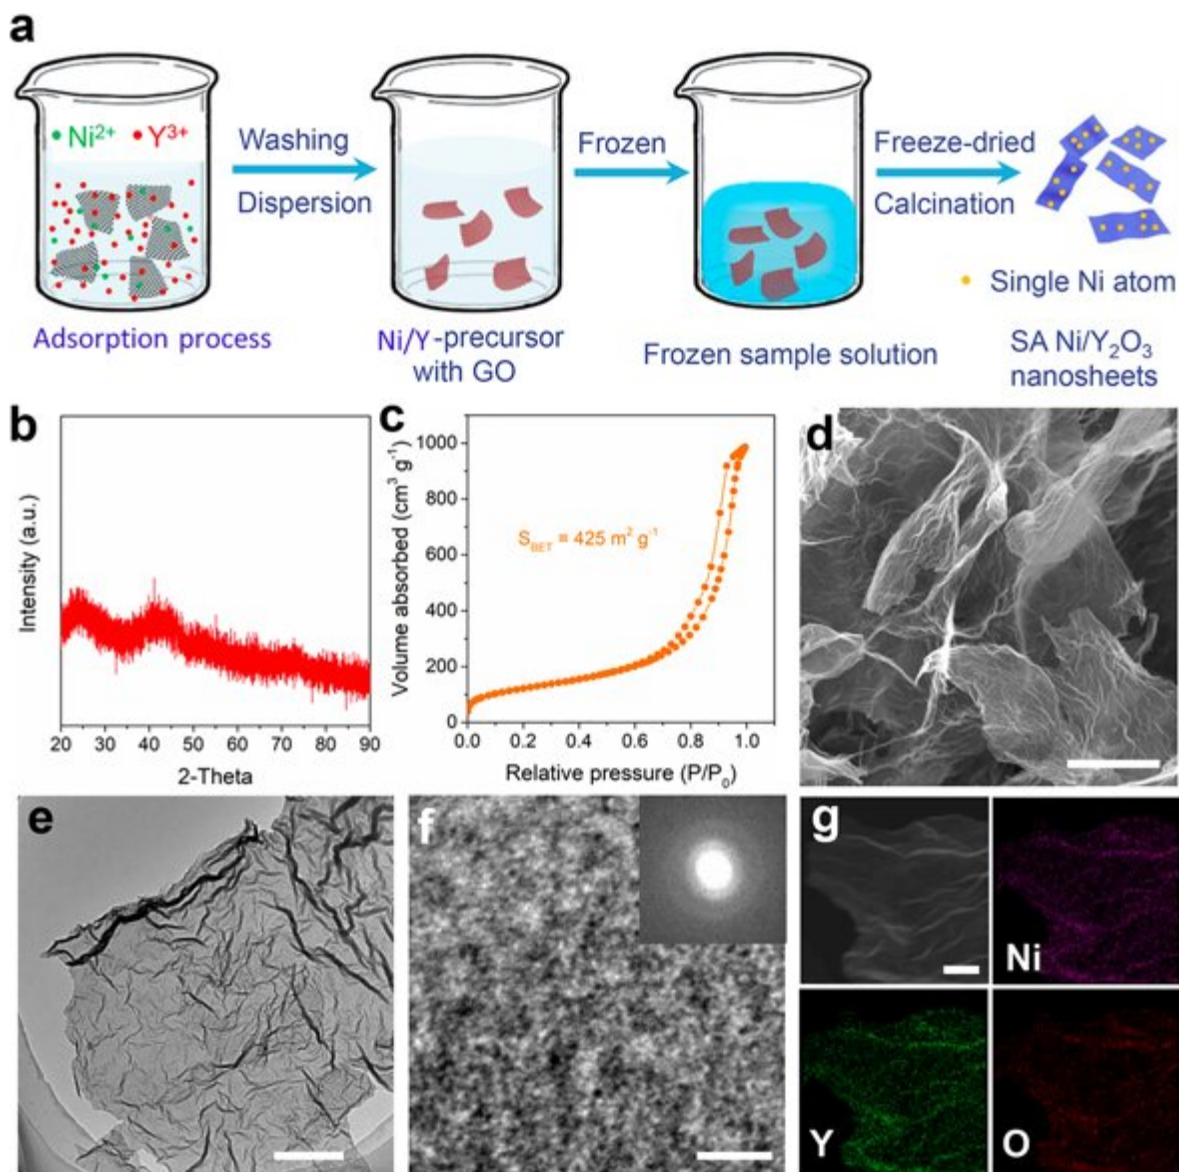 a
Ni²⁺ Y³⁺
Washing
Dispersion
Frozen
Freeze-dried
Calcination
Single Ni atom
Adsorption process
Ni/Y-precursor
with GO
Frozen sample solution
SA Ni/Y₂O₃
nanosheets
b
Intensity (a.u.)
20 30 40 50 60 70 80 90
2-Theta
c
Volume absorbed (cm³ g⁻¹)
1000
800
600
400
200
0
S_BET = 425 m² g⁻¹
0.0 0.2 0.4 0.6 0.8 1.0
Relative pressure (P/P₀)
d
e
f
g
Ni
Y
O